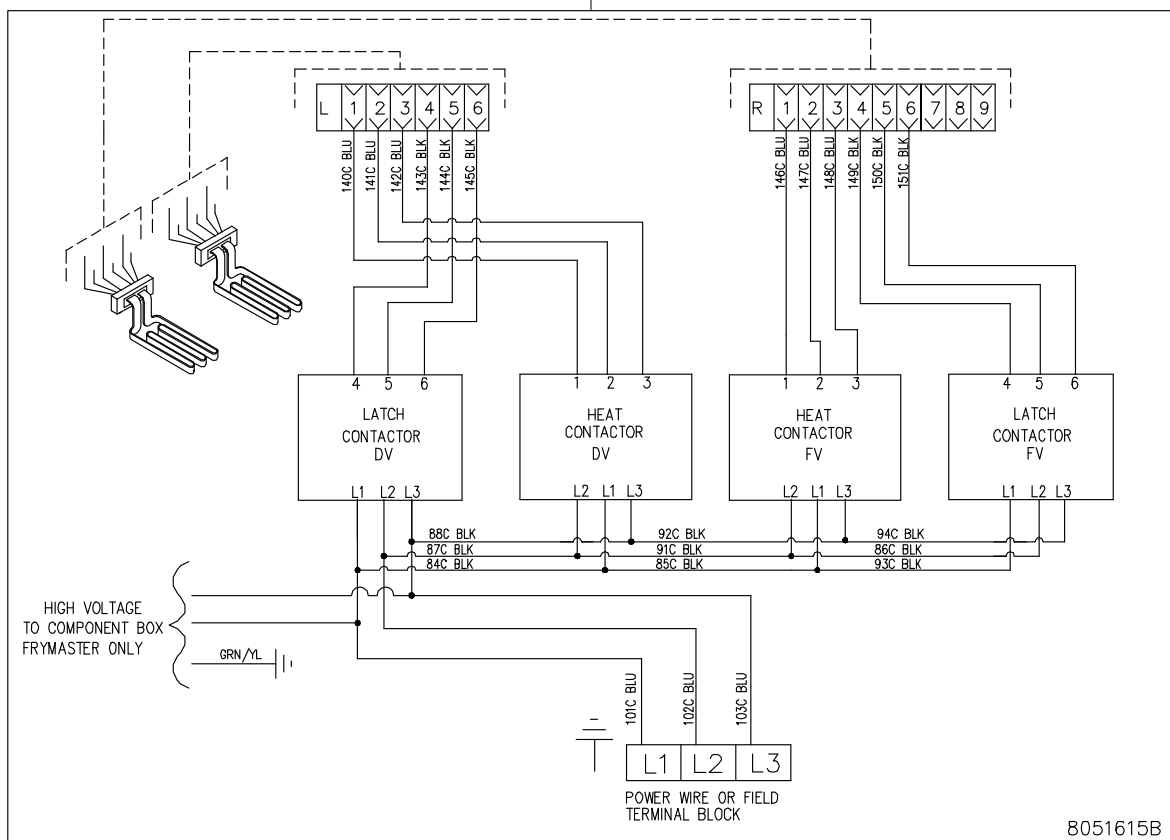 L 1 2 3 4 5 6
R 1 2 3 4 5 6 7 8 9
140C BLU
141C BLU
142C BLU
143C BLK
144C BLK
145C BLK
146C BLU
147C BLU
148C BLU
149C BLK
150C BLK
151C BLK
4 5 6
LATCH
CONTACTOR
DV
L1 L2 L3
1 2 3
HEAT
CONTACTOR
DV
L2 L1 L3
1 2 3
HEAT
CONTACTOR
FV
L2 L1 L3
4 5 6
LATCH
CONTACTOR
FV
L1 L2 L3
88C BLK 92C BLK 94C BLK
87C BLK 91C BLK 86C BLK
84C BLK 85C BLK 93C BLK
HIGH VOLTAGE
TO COMPONENT BOX
FRYMASTER ONLY
GRN/YL
101C BLU
102C BLU
103C BLU
L1 L2 L3
POWER WIRE OR FIELD
TERMINAL BLOCK
8051615B